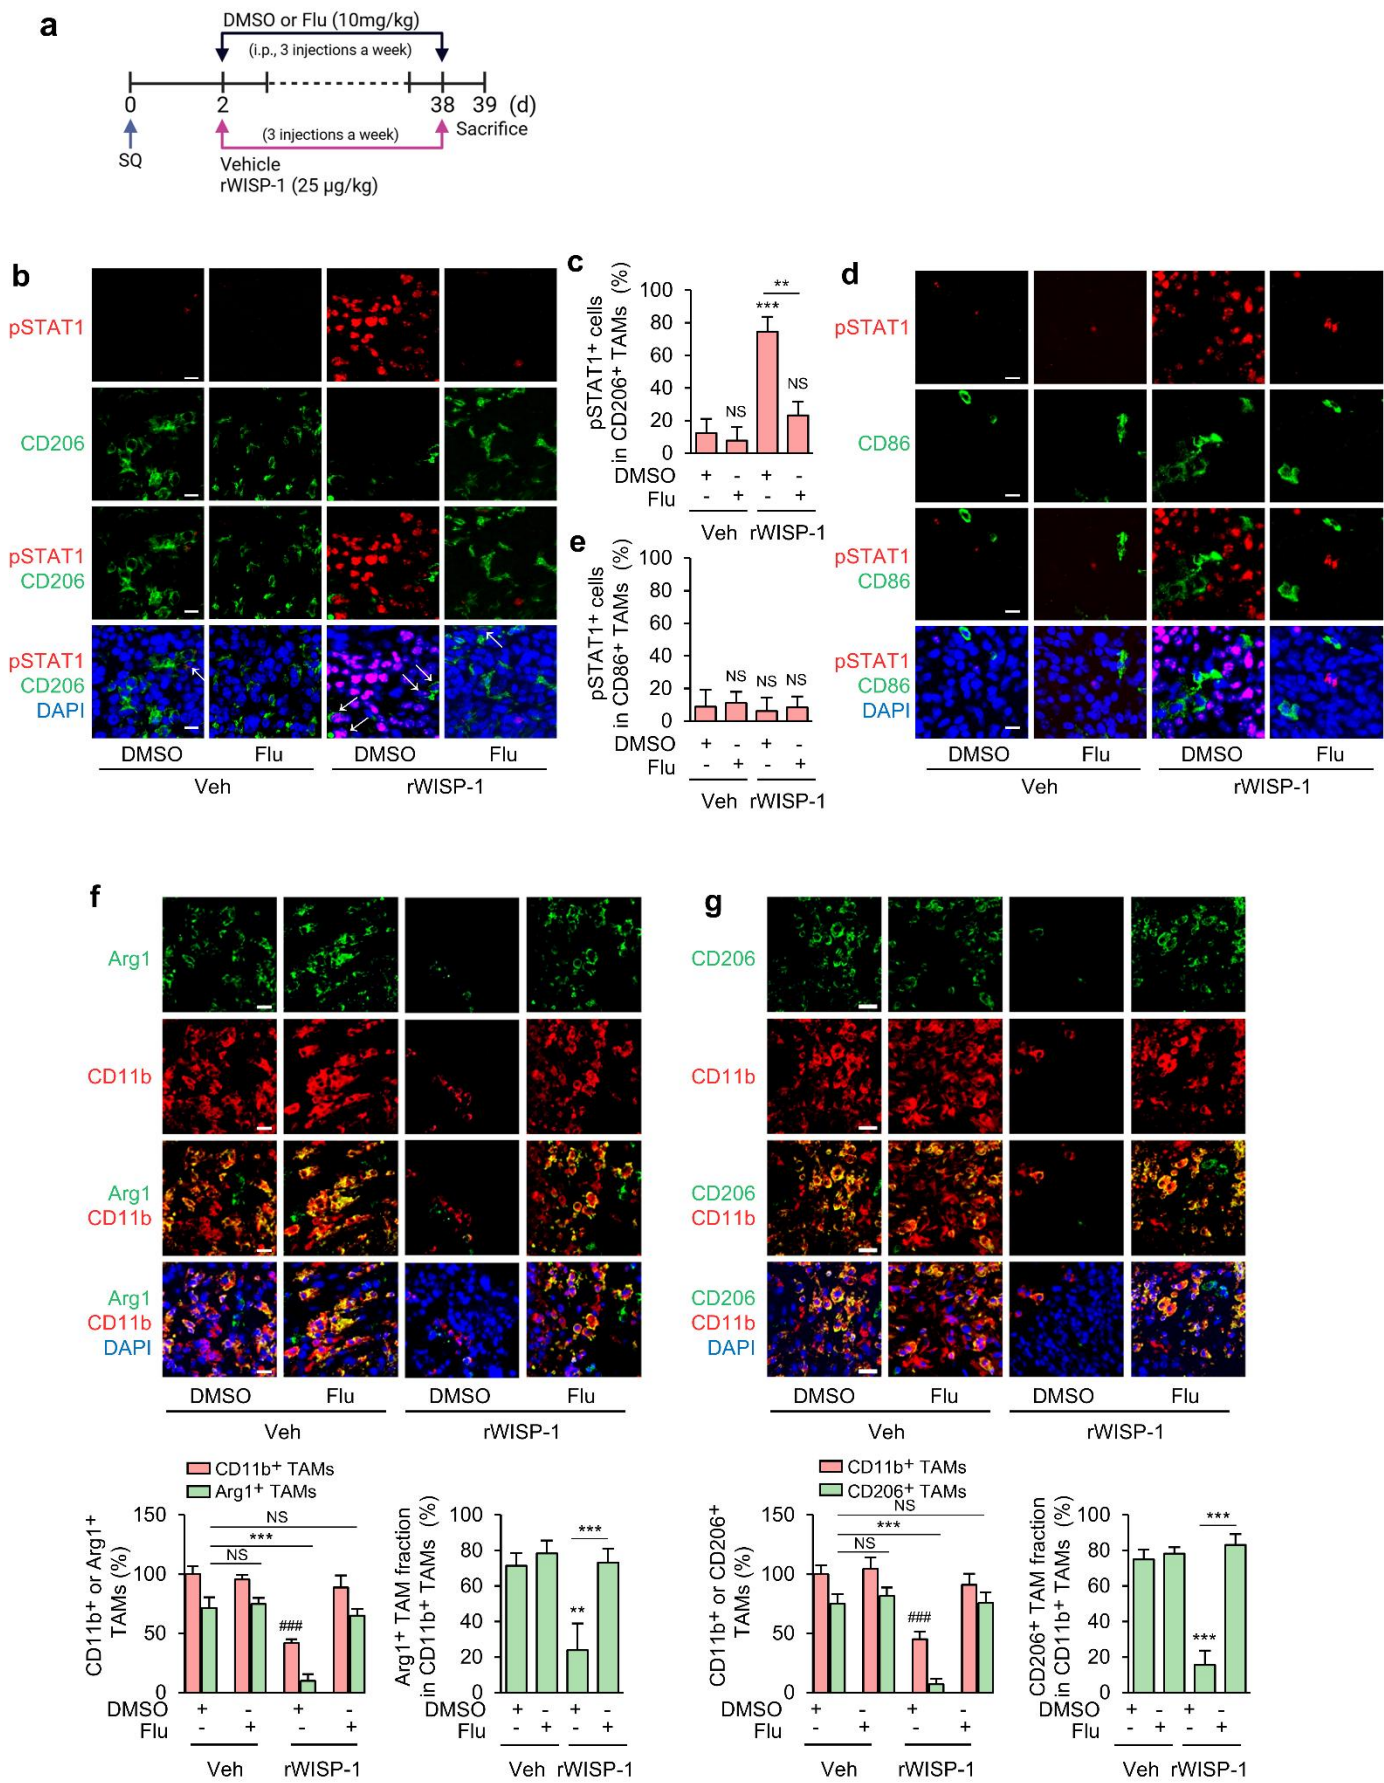 a
DMSO or Flu (10mg/kg)
(i.p., 3 injections a week)
0 2 38 39 (d)
(3 injections a week)
Sacrifice
SQ
Vehicle
rWISP-1 (25 µg/kg)
b
pSTAT1
CD206
pSTAT1
CD206
pSTAT1
CD206
DAPI
DMSO Flu DMSO Flu
Veh rWISP-1
c
pSTAT1+ cells
in CD206+ TAMs (%)
100
80
60
40
20
0
NS
***
**
NS
DMSO + - + -
Flu - + - +
Veh rWISP-1
e
pSTAT1+ cells
in CD86+ TAMs (%)
100
80
60
40
20
0
NS NS NS
DMSO + - + -
Flu - + - +
Veh rWISP-1
d
pSTAT1
CD86
pSTAT1
CD86
pSTAT1
CD86
DAPI
DMSO Flu DMSO Flu
Veh rWISP-1
f
Arg1
CD11b
Arg1
CD11b
Arg1
CD11b
DAPI
DMSO Flu DMSO Flu
Veh rWISP-1
CD11b+ TAMs
Arg1+ TAMs
CD11b+ or Arg1+
TAMs (%)
150
100
50
0
NS
***
NS
###
DMSO + - + -
Flu - + - +
Veh rWISP-1
Arg1+ TAM fraction
in CD11b+ TAMs (%)
100
80
60
40
20
0
***
**
+ - + -
- + - +
Veh rWISP-1
g
CD206
CD11b
CD206
CD11b
CD206
CD11b
DAPI
DMSO Flu DMSO Flu
Veh rWISP-1
CD11b+ TAMs
CD206+ TAMs
CD11b+ or CD206+
TAMs (%)
150
100
50
0
NS
***
NS
###
DMSO + - + -
Flu - + - +
Veh rWISP-1
CD206+ TAM fraction
in CD11b+ TAMs (%)
100
80
60
40
20
0
***
***
+ - + -
- + - +
Veh rWISP-1